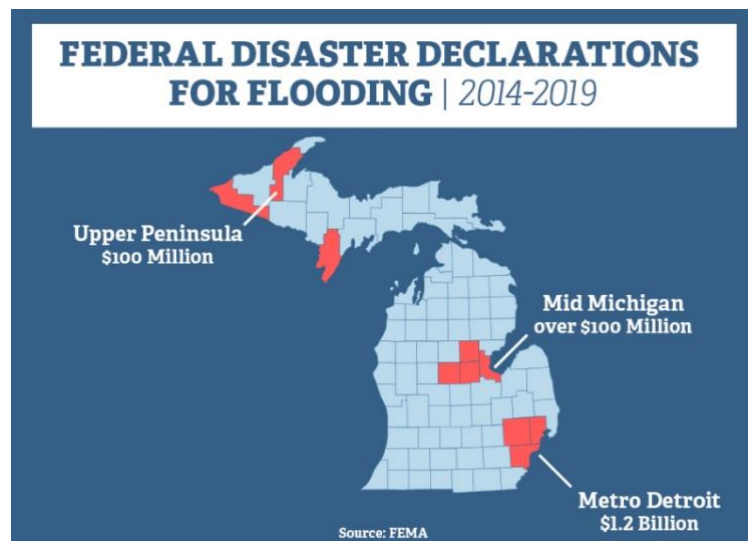 FEDERAL DISASTER DECLARATIONS
FOR FLOODING | 2014-2019
Upper Peninsula
$100 Million
Mid Michigan
over $100 Million
Metro Detroit
$1.2 Billion
Source: FEMA